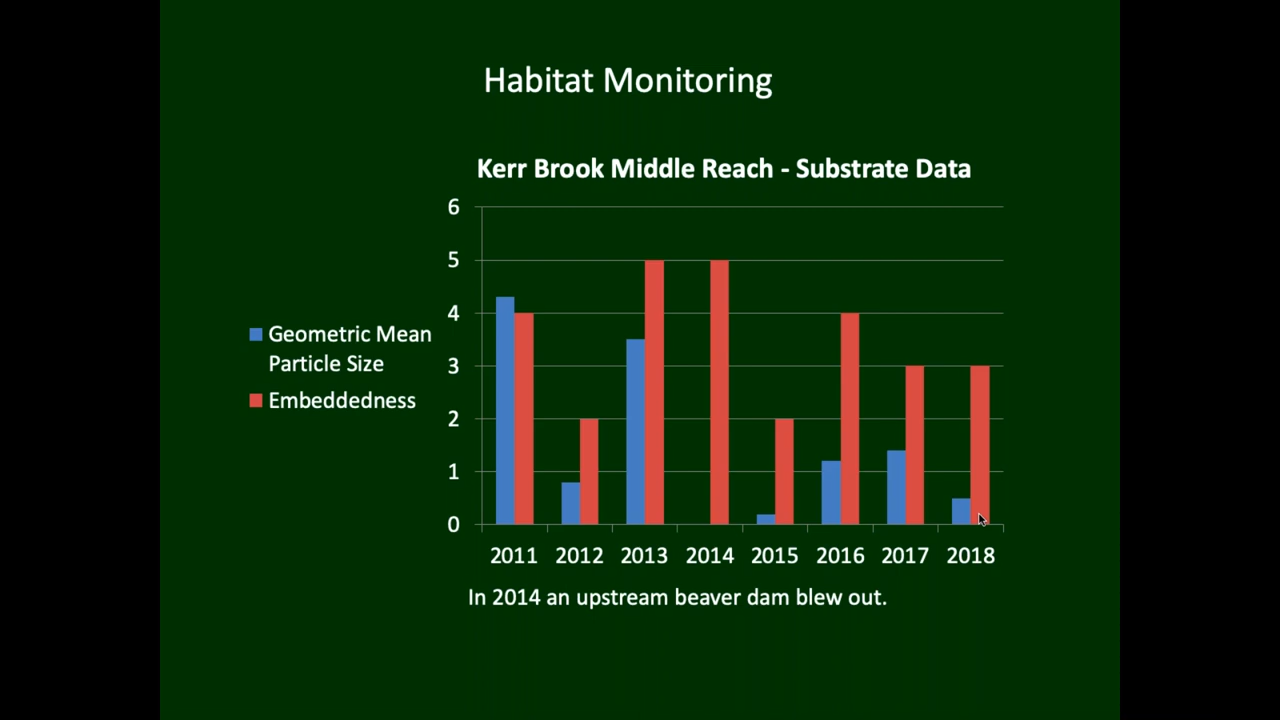 Habitat Monitoring
Kerr Brook Middle Reach - Substrate Data
6
5
4
3
2
1
0
Geometric Mean
Particle Size
Embeddedness
2011 2012 2013 2014 2015 2016 2017 2018
In 2014 an upstream beaver dam blew out.